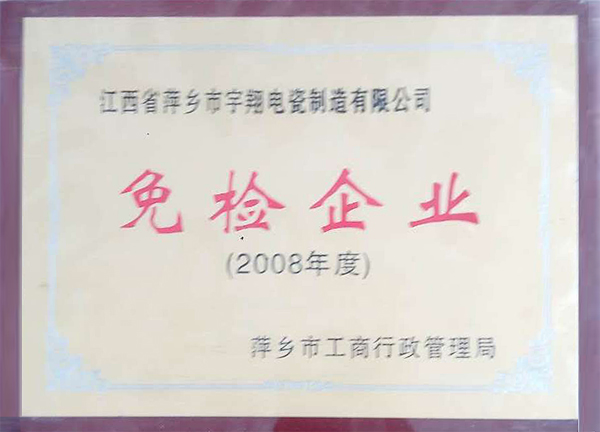 江西省萍乡市宇翔电瓷制造有限公司
免检企业
(2008年度)
萍乡市工商行政管理局